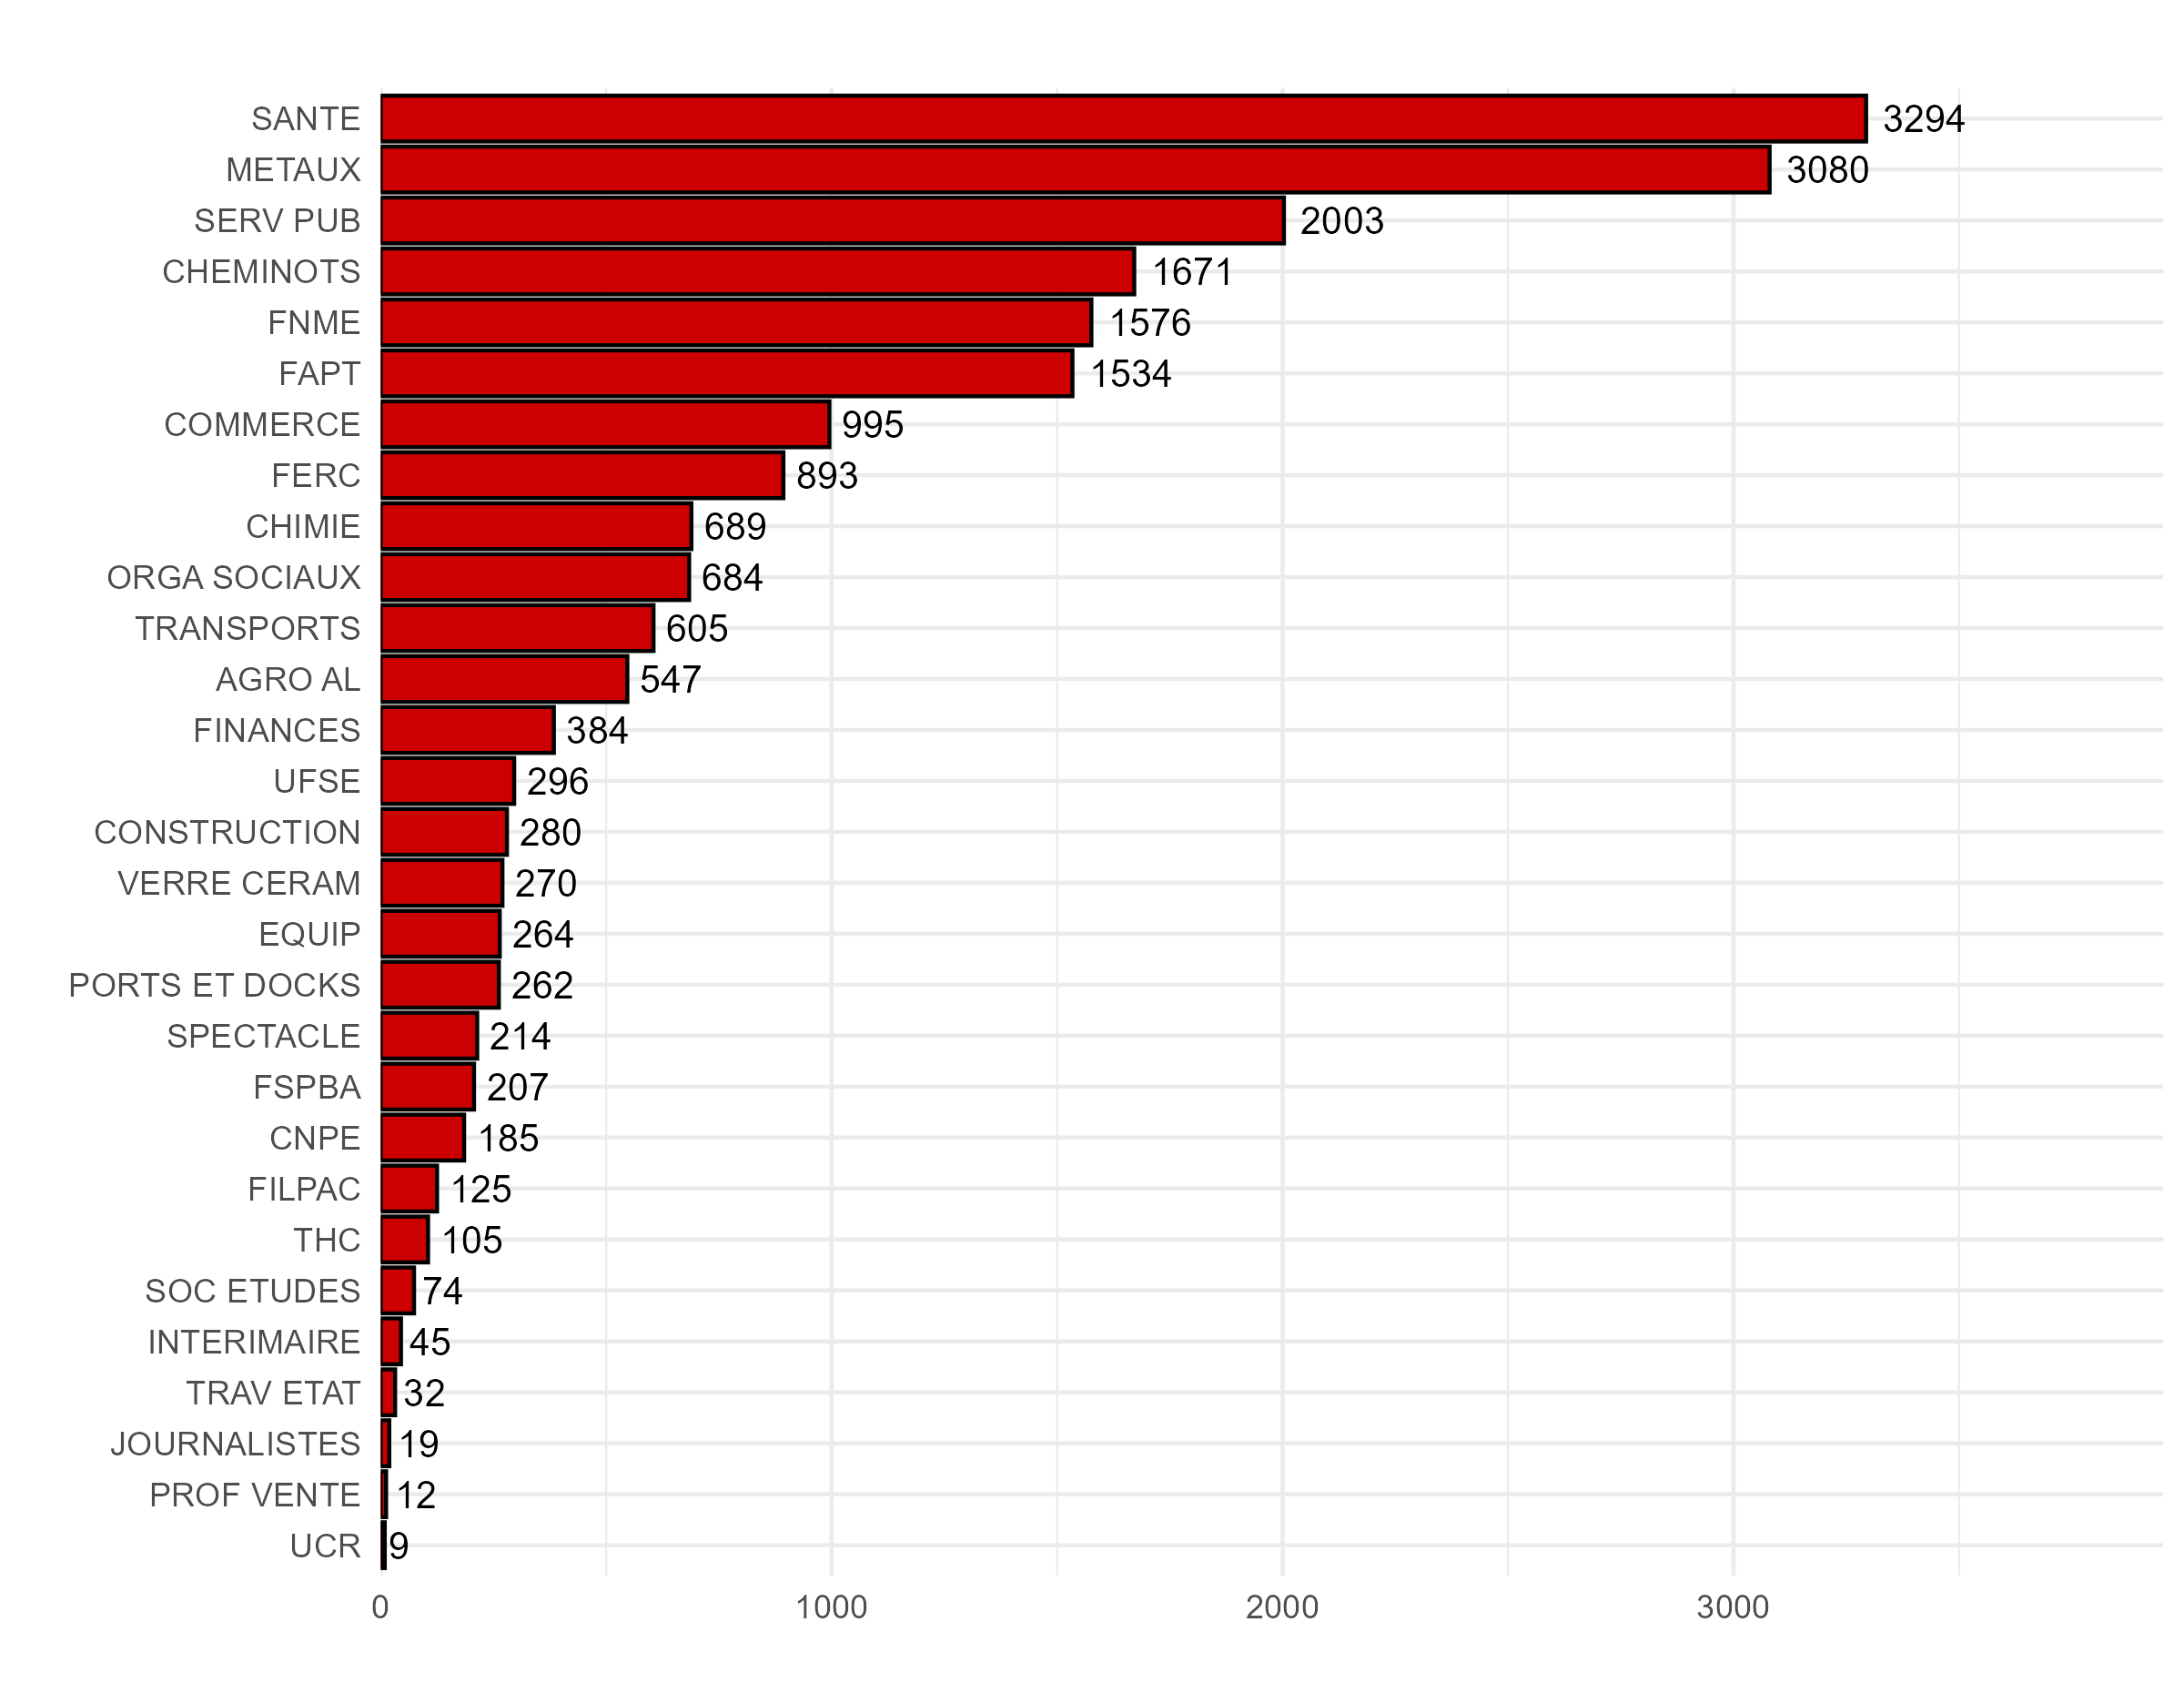 SANTE 3294
METAUX 3080
SERV PUB 2003
CHEMINOTS 1671
FNME 1576
FAPT 1534
COMMERCE 995
FERC 893
CHIMIE 689
ORGA SOCIAUX 684
TRANSPORTS 605
AGRO AL 547
FINANCES 384
UFSE 296
CONSTRUCTION 280
VERRE CERAM 270
EQUIP 264
PORTS ET DOCKS 262
SPECTACLE 214
FSPBA 207
CNPE 185
FILPAC 125
THC 105
SOC ETUDES 74
INTERIMAIRE 45
TRAV ETAT 32
JOURNALISTES 19
PROF VENTE 12
UCR 9
0 1000 2000 3000